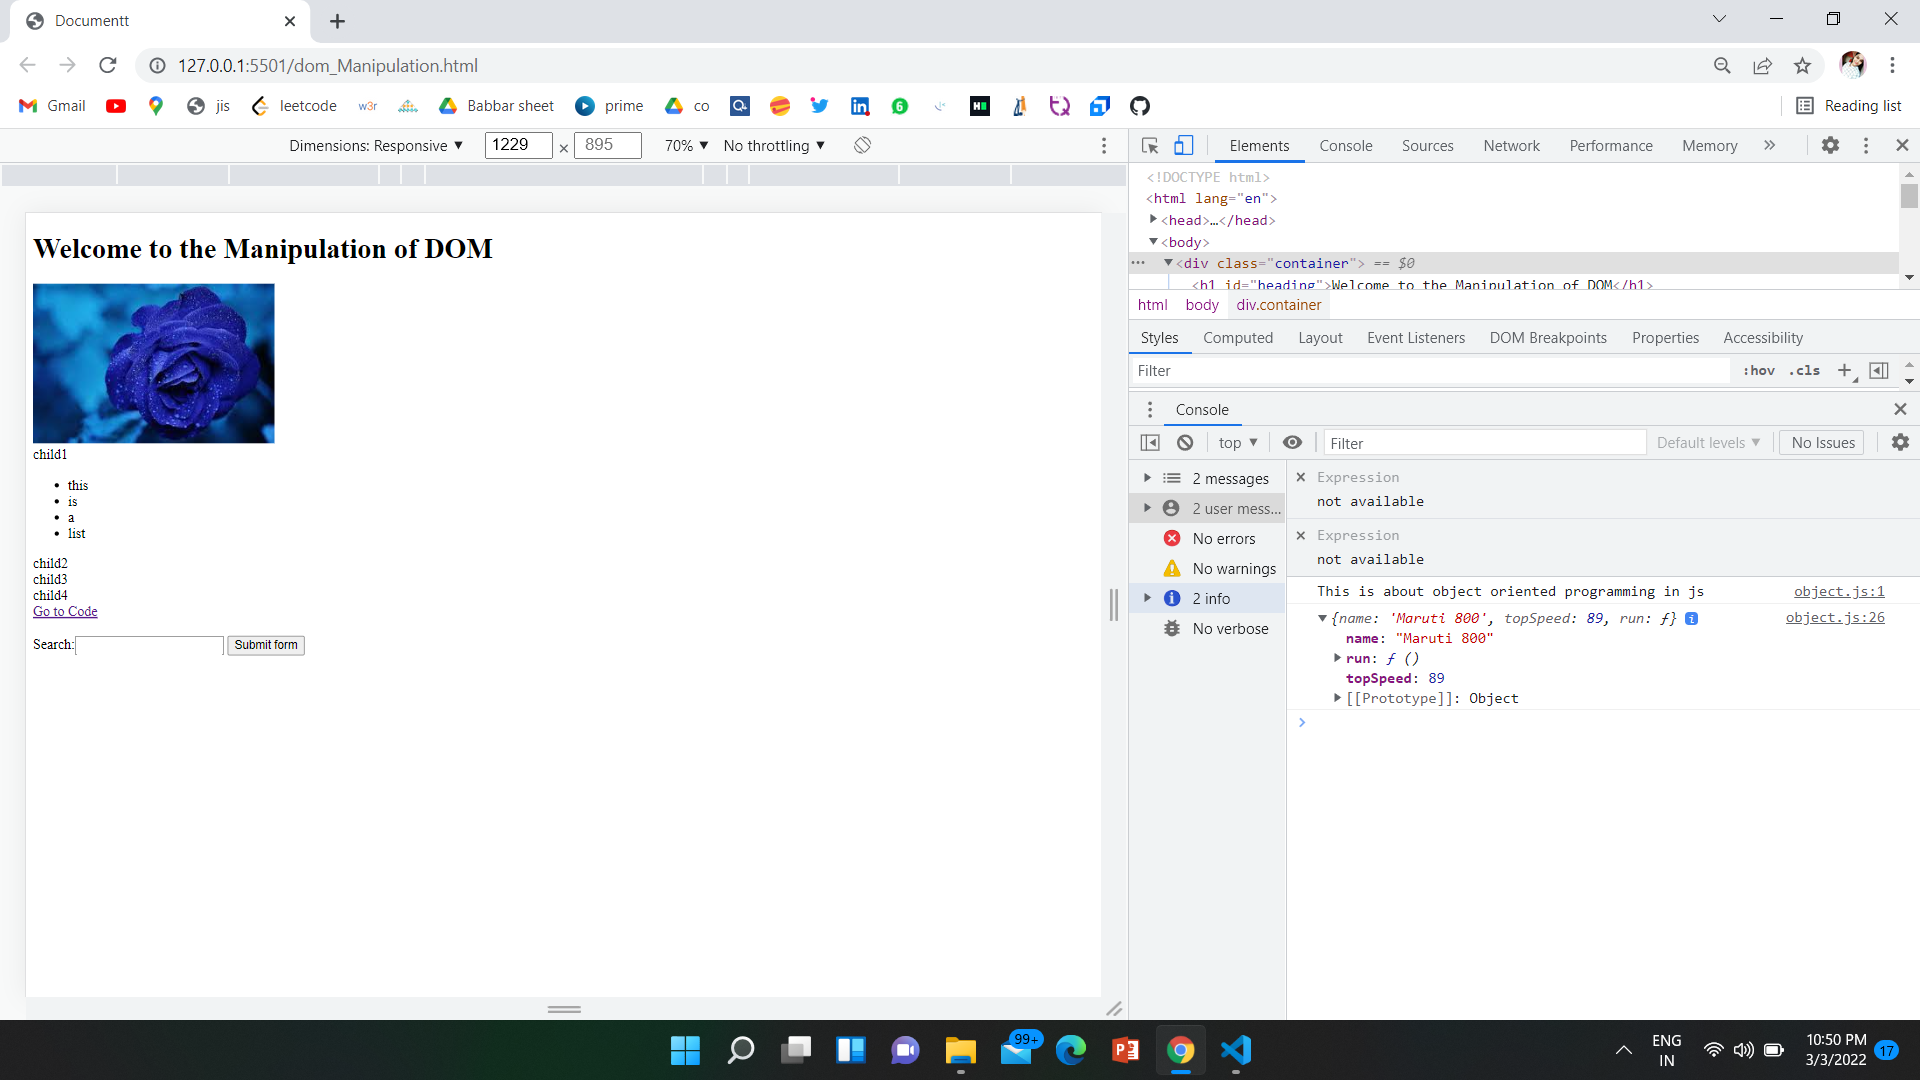 Documentt
127.0.0.1:5501/dom_Manipulation.html
Gmail jis leetcode w3r Babbar sheet prime co Reading list
Dimensions: Responsive 1229 × 895 70% No throttling
Elements Console Sources Network Performance Memory »
<!DOCTYPE html>
<html lang="en">
<head>…</head>
<body>
<div class="container"> == $0
<h1 id="heading">Welcome to the Manipulation of DOM</h1>
html body div.container
Styles Computed Layout Event Listeners DOM Breakpoints Properties Accessibility
Filter :hov .cls
Console
top Filter Default levels No Issues
2 messages
2 user mess...
No errors
No warnings
2 info
No verbose
Expression
not available
Expression
not available
This is about object oriented programming in js object.js:1
{name: 'Maruti 800', topSpeed: 89, run: ƒ} object.js:26
name: "Maruti 800"
run: ƒ ()
topSpeed: 89
[[Prototype]]: Object
Welcome to the Manipulation of DOM
child1
this
is
a
list
child2
child3
child4
Go to Code
Search: Submit form
99+
ENG
IN
10:50 PM
3/3/2022
17